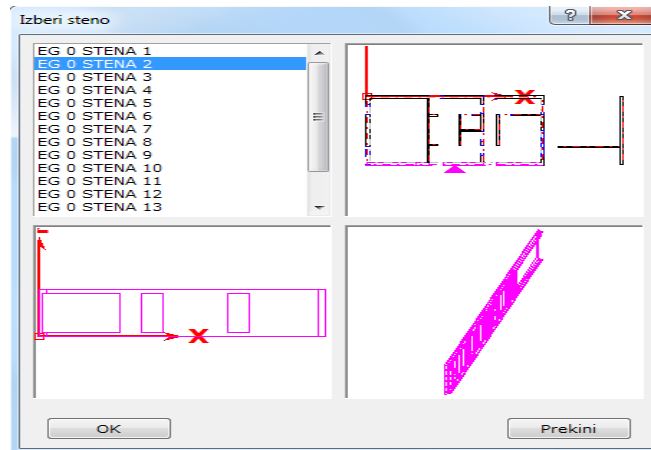 Izberi steno
EG 0 STENA 1
EG 0 STENA 2
EG 0 STENA 3
EG 0 STENA 4
EG 0 STENA 5
EG 0 STENA 6
EG 0 STENA 7
EG 0 STENA 8
EG 0 STENA 9
EG 0 STENA 10
EG 0 STENA 11
EG 0 STENA 12
EG 0 STENA 13
X
X
OK
Prekini